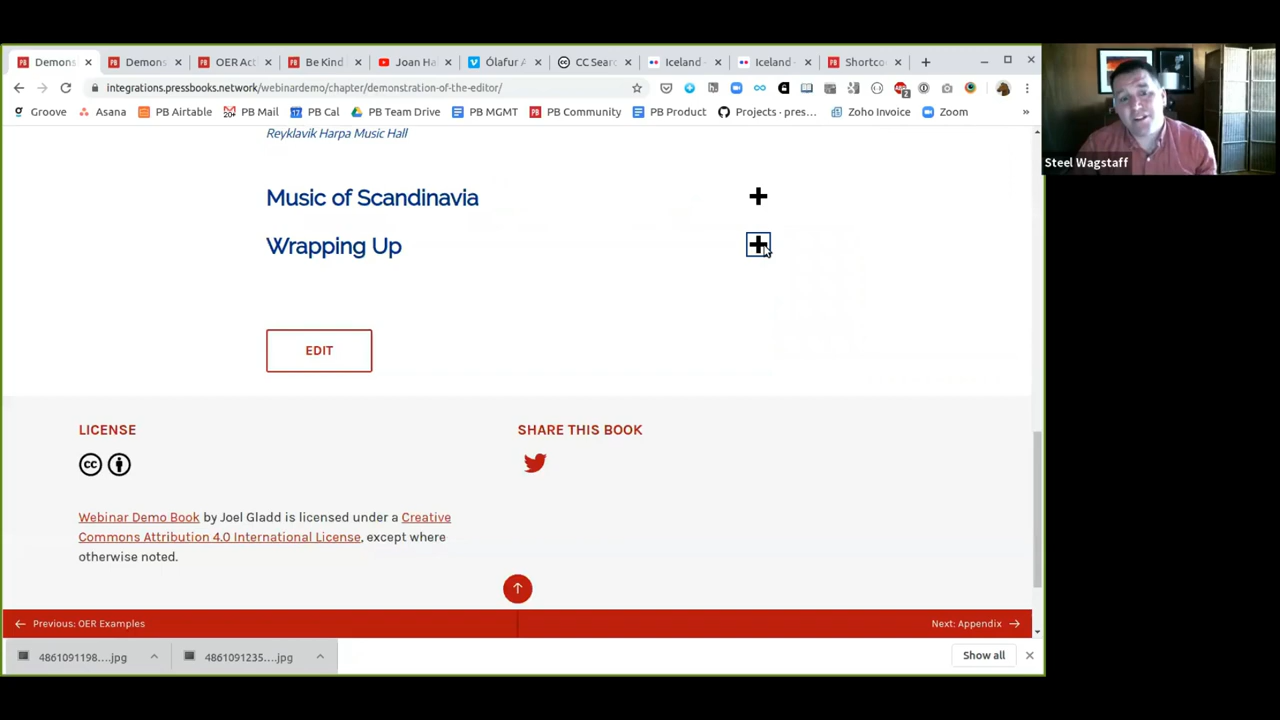 Demons
Demons
OER Act
Be Kind
Joan Ha
Ólafur A
CC Searc
Iceland -
Iceland -
Shortco
integrations.pressbooks.network/webinardemo/chapter/demonstration-of-the-editor/
Groove
Asana
PB Airtable
PB Mail
PB Cal
PB Team Drive
PB MGMT
PB Community
PB Product
Projects - pres…
Zoho Invoice
Zoom
»
Steel Wagstaff
Reyklavik Harpa Music Hall
Music of Scandinavia
Wrapping Up
EDIT
LICENSE
SHARE THIS BOOK
cc
Webinar Demo Book by Joel Gladd is licensed under a Creative
Commons Attribution 4.0 International License, except where
otherwise noted.
Previous: OER Examples
Next: Appendix
4861091198....jpg
4861091235....jpg
Show all